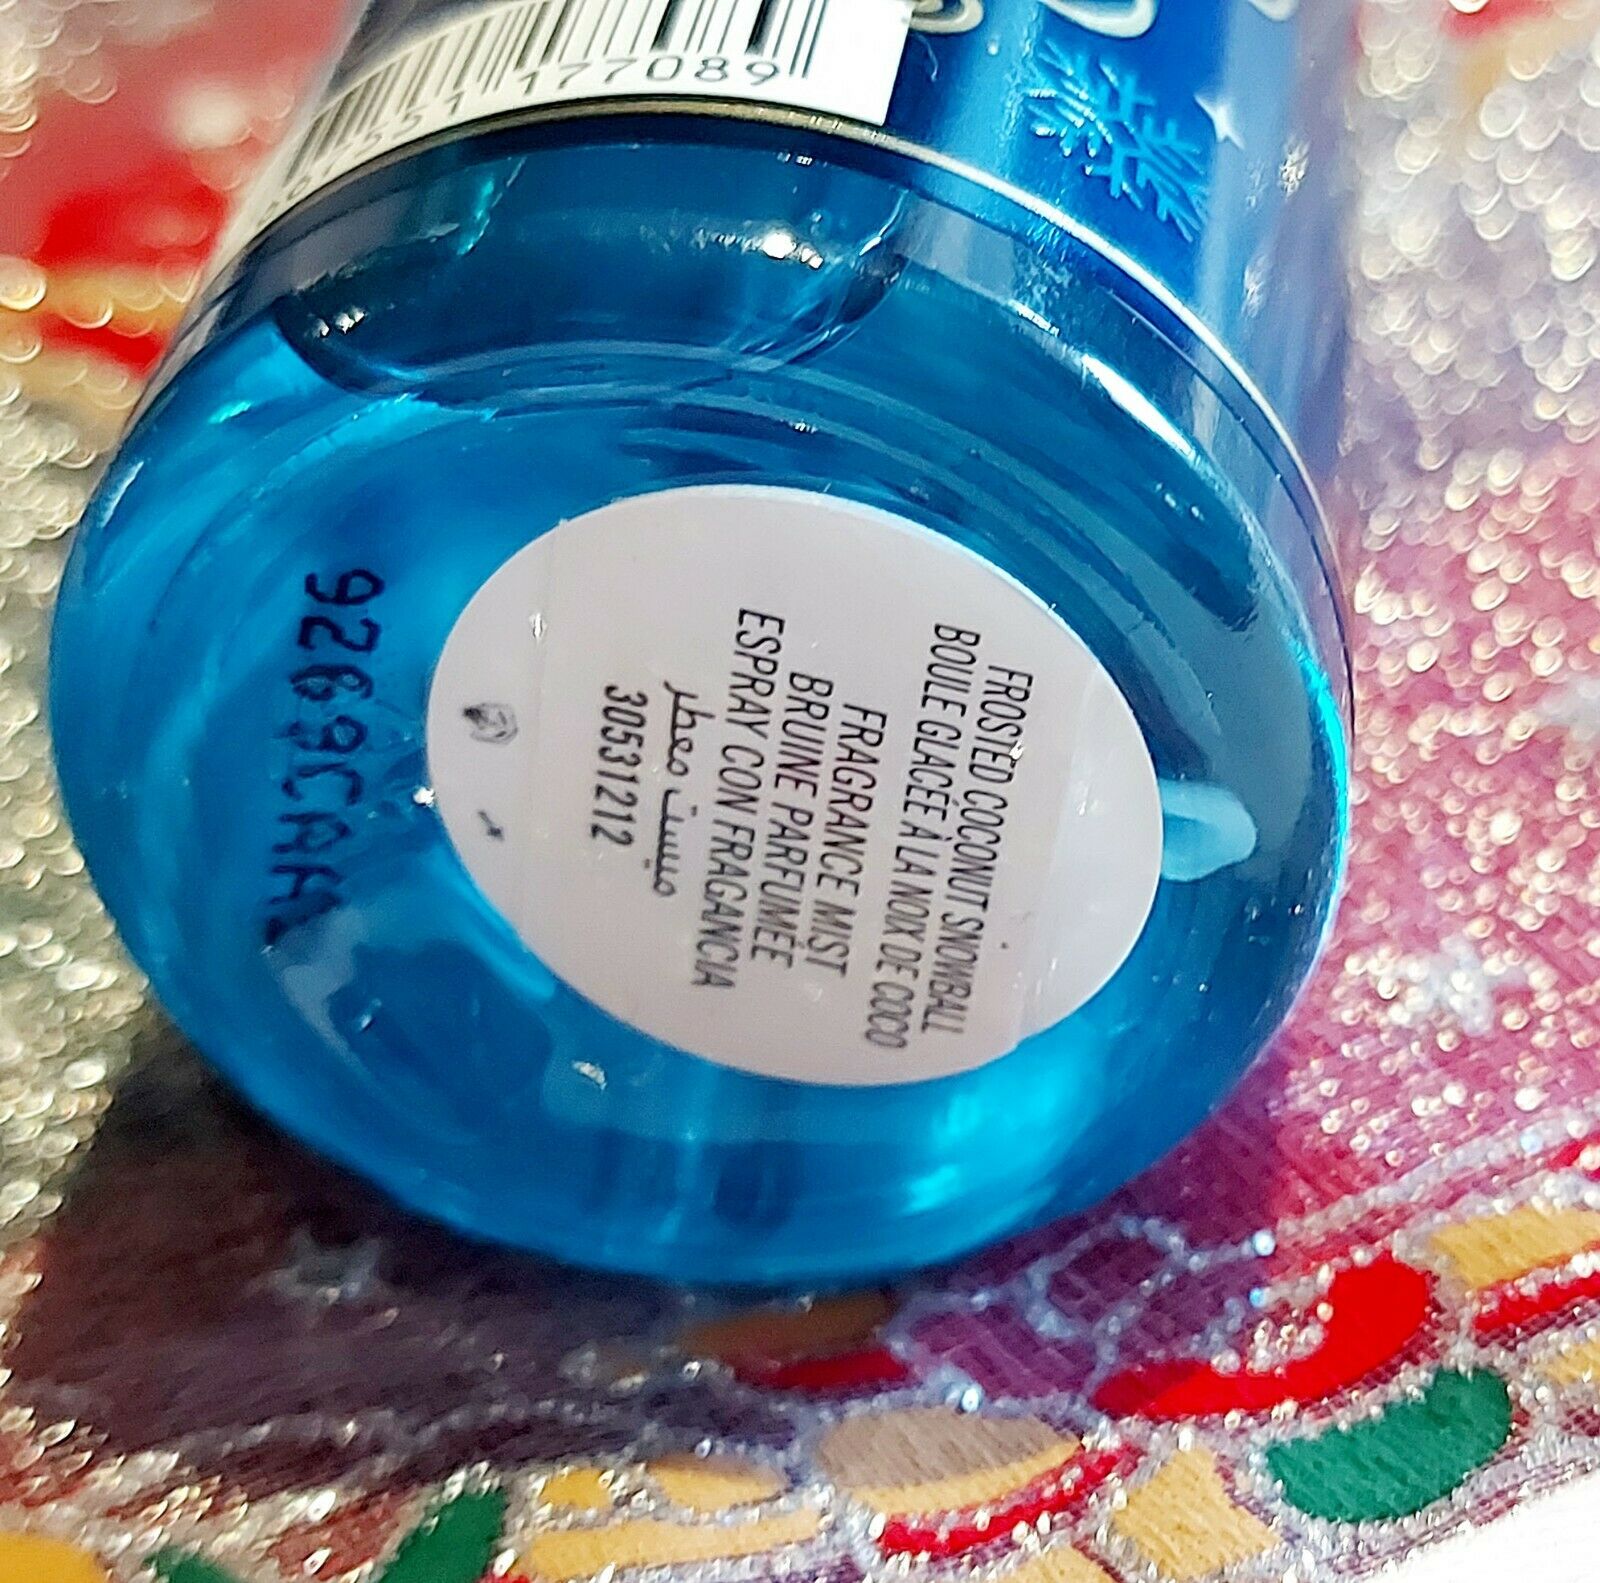 177089
FROSTED COCONUT SNOWBALL
BOULE GLACÉE À LA NOIX DE COCO
FRAGRANCE MIST
BRUINE PARFUMÉE
ESPRAY CON FRAGANCIA
ميست معطر
30531212